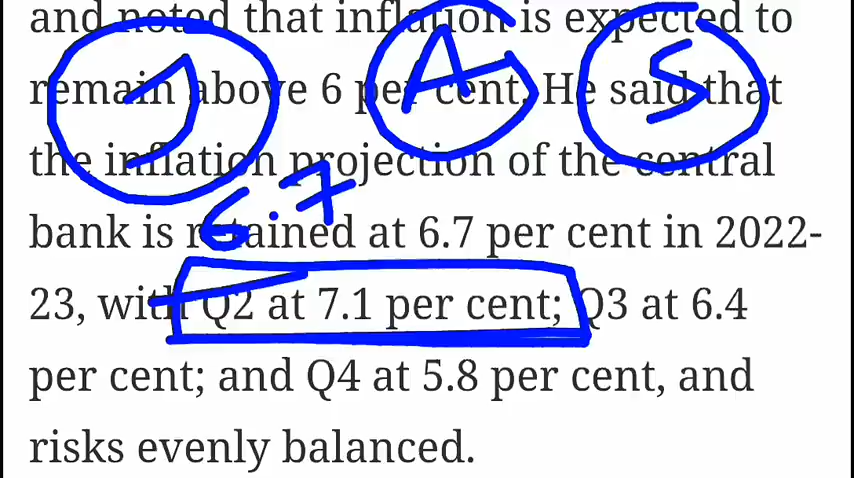 and noted that inflation is expected to
J A S
remain above 6 per cent. He said that
the inflation projection of the central
6.7
bank is retained at 6.7 per cent in 2022-
23, with Q2 at 7.1 per cent; Q3 at 6.4
per cent; and Q4 at 5.8 per cent, and
risks evenly balanced.